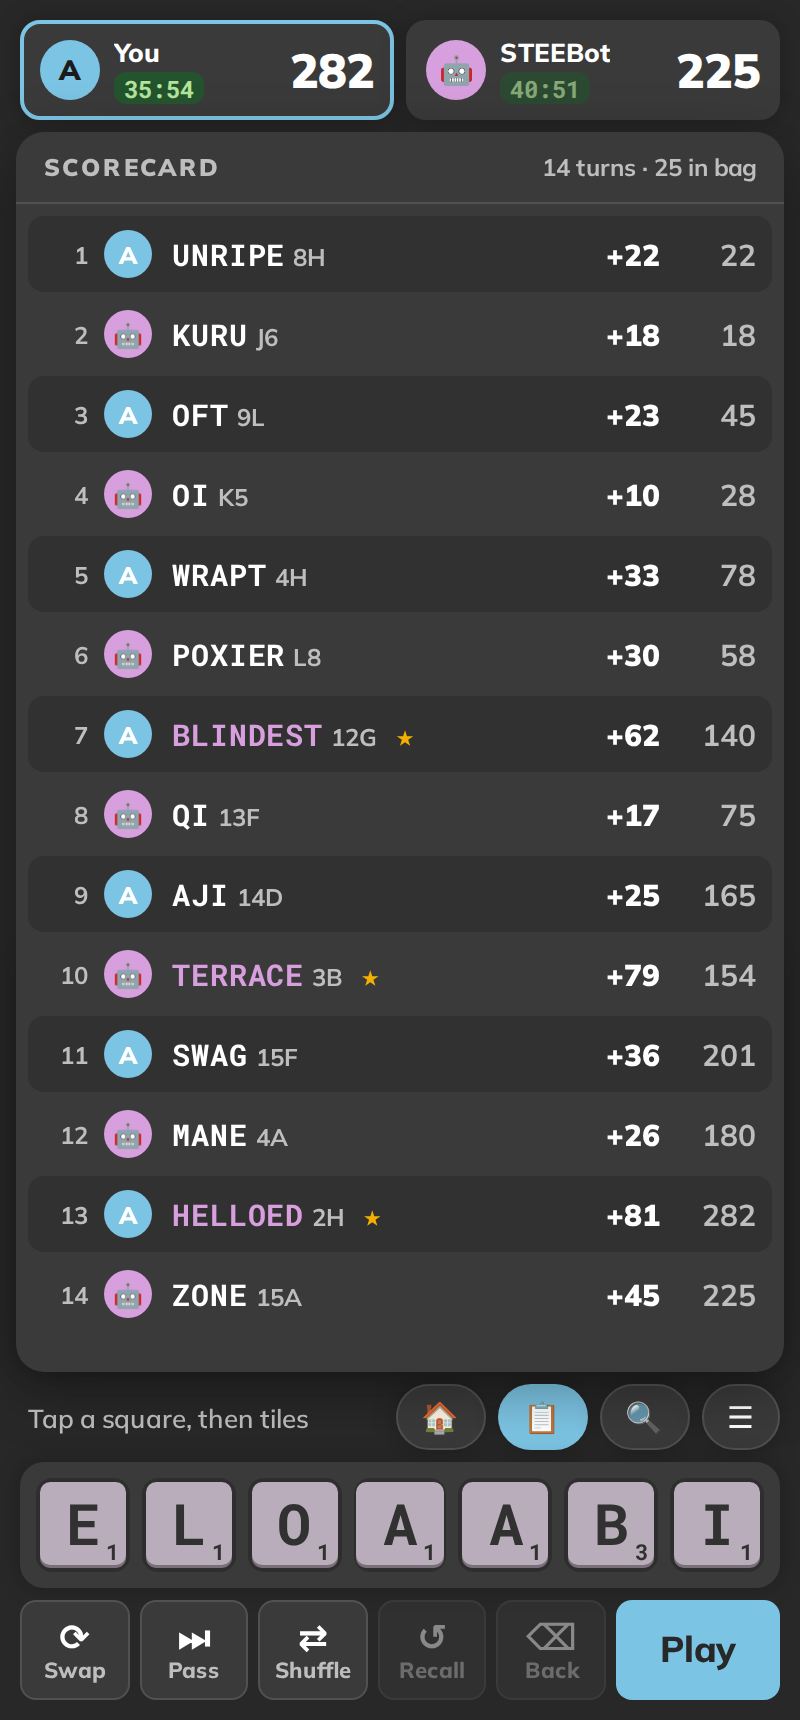 A You 35:54 282
STEEBot 40:51 225
SCORECARD 14 turns · 25 in bag
1 A UNRIPE 8H +22 22
2 KURU J6 +18 18
3 A OFT 9L +23 45
4 OI K5 +10 28
5 A WRAPT 4H +33 78
6 POXIER L8 +30 58
7 A BLINDEST 12G ★ +62 140
8 QI 13F +17 75
9 A AJI 14D +25 165
10 TERRACE 3B ★ +79 154
11 A SWAG 15F +36 201
12 MANE 4A +26 180
13 A HELLOED 2H ★ +81 282
14 ZONE 15A +45 225
Tap a square, then tiles
E1 L1 O1 A1 A1 B3 I1
Swap Pass Shuffle Recall Back Play